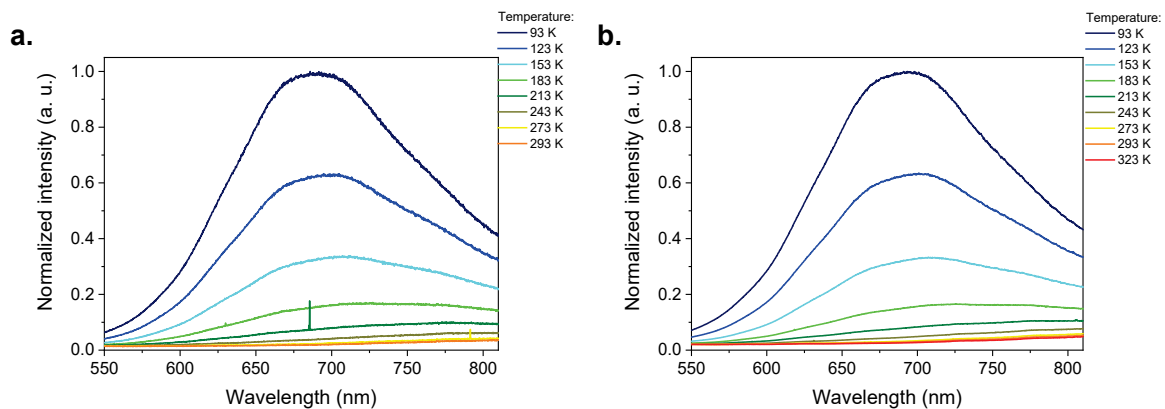 a.
Temperature:
93 K
123 K
153 K
183 K
213 K
243 K
273 K
293 K
1.0
0.8
0.6
0.4
0.2
0.0
Normalized intensity (a. u.)
550 600 650 700 750 800
Wavelength (nm)
b.
Temperature:
93 K
123 K
153 K
183 K
213 K
243 K
273 K
293 K
323 K
1.0
0.8
0.6
0.4
0.2
0.0
Normalized intensity (a. u.)
550 600 650 700 750 800
Wavelength (nm)